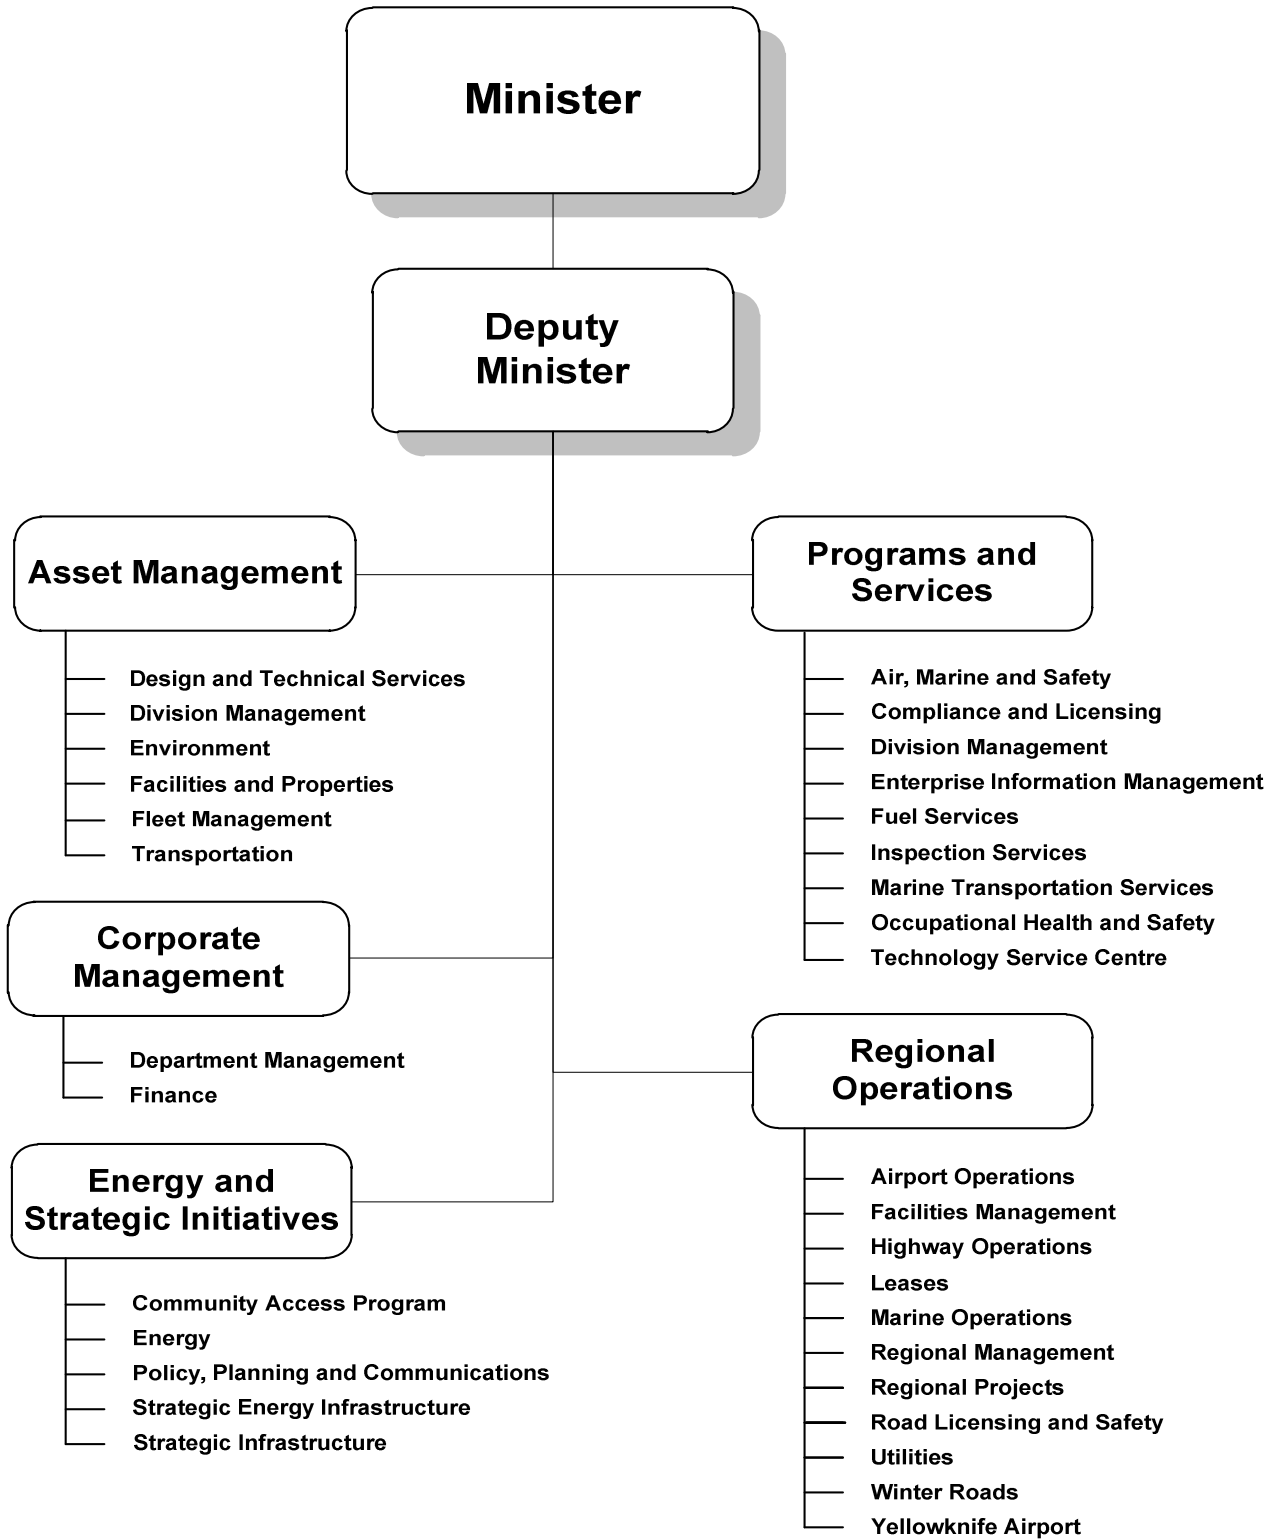 Minister
Deputy
Minister
Asset Management
Design and Technical Services
Division Management
Environment
Facilities and Properties
Fleet Management
Transportation
Corporate
Management
Department Management
Finance
Energy and
Strategic Initiatives
Community Access Program
Energy
Policy, Planning and Communications
Strategic Energy Infrastructure
Strategic Infrastructure
Programs and
Services
Air, Marine and Safety
Compliance and Licensing
Division Management
Enterprise Information Management
Fuel Services
Inspection Services
Marine Transportation Services
Occupational Health and Safety
Technology Service Centre
Regional
Operations
Airport Operations
Facilities Management
Highway Operations
Leases
Marine Operations
Regional Management
Regional Projects
Road Licensing and Safety
Utilities
Winter Roads
Yellowknife Airport